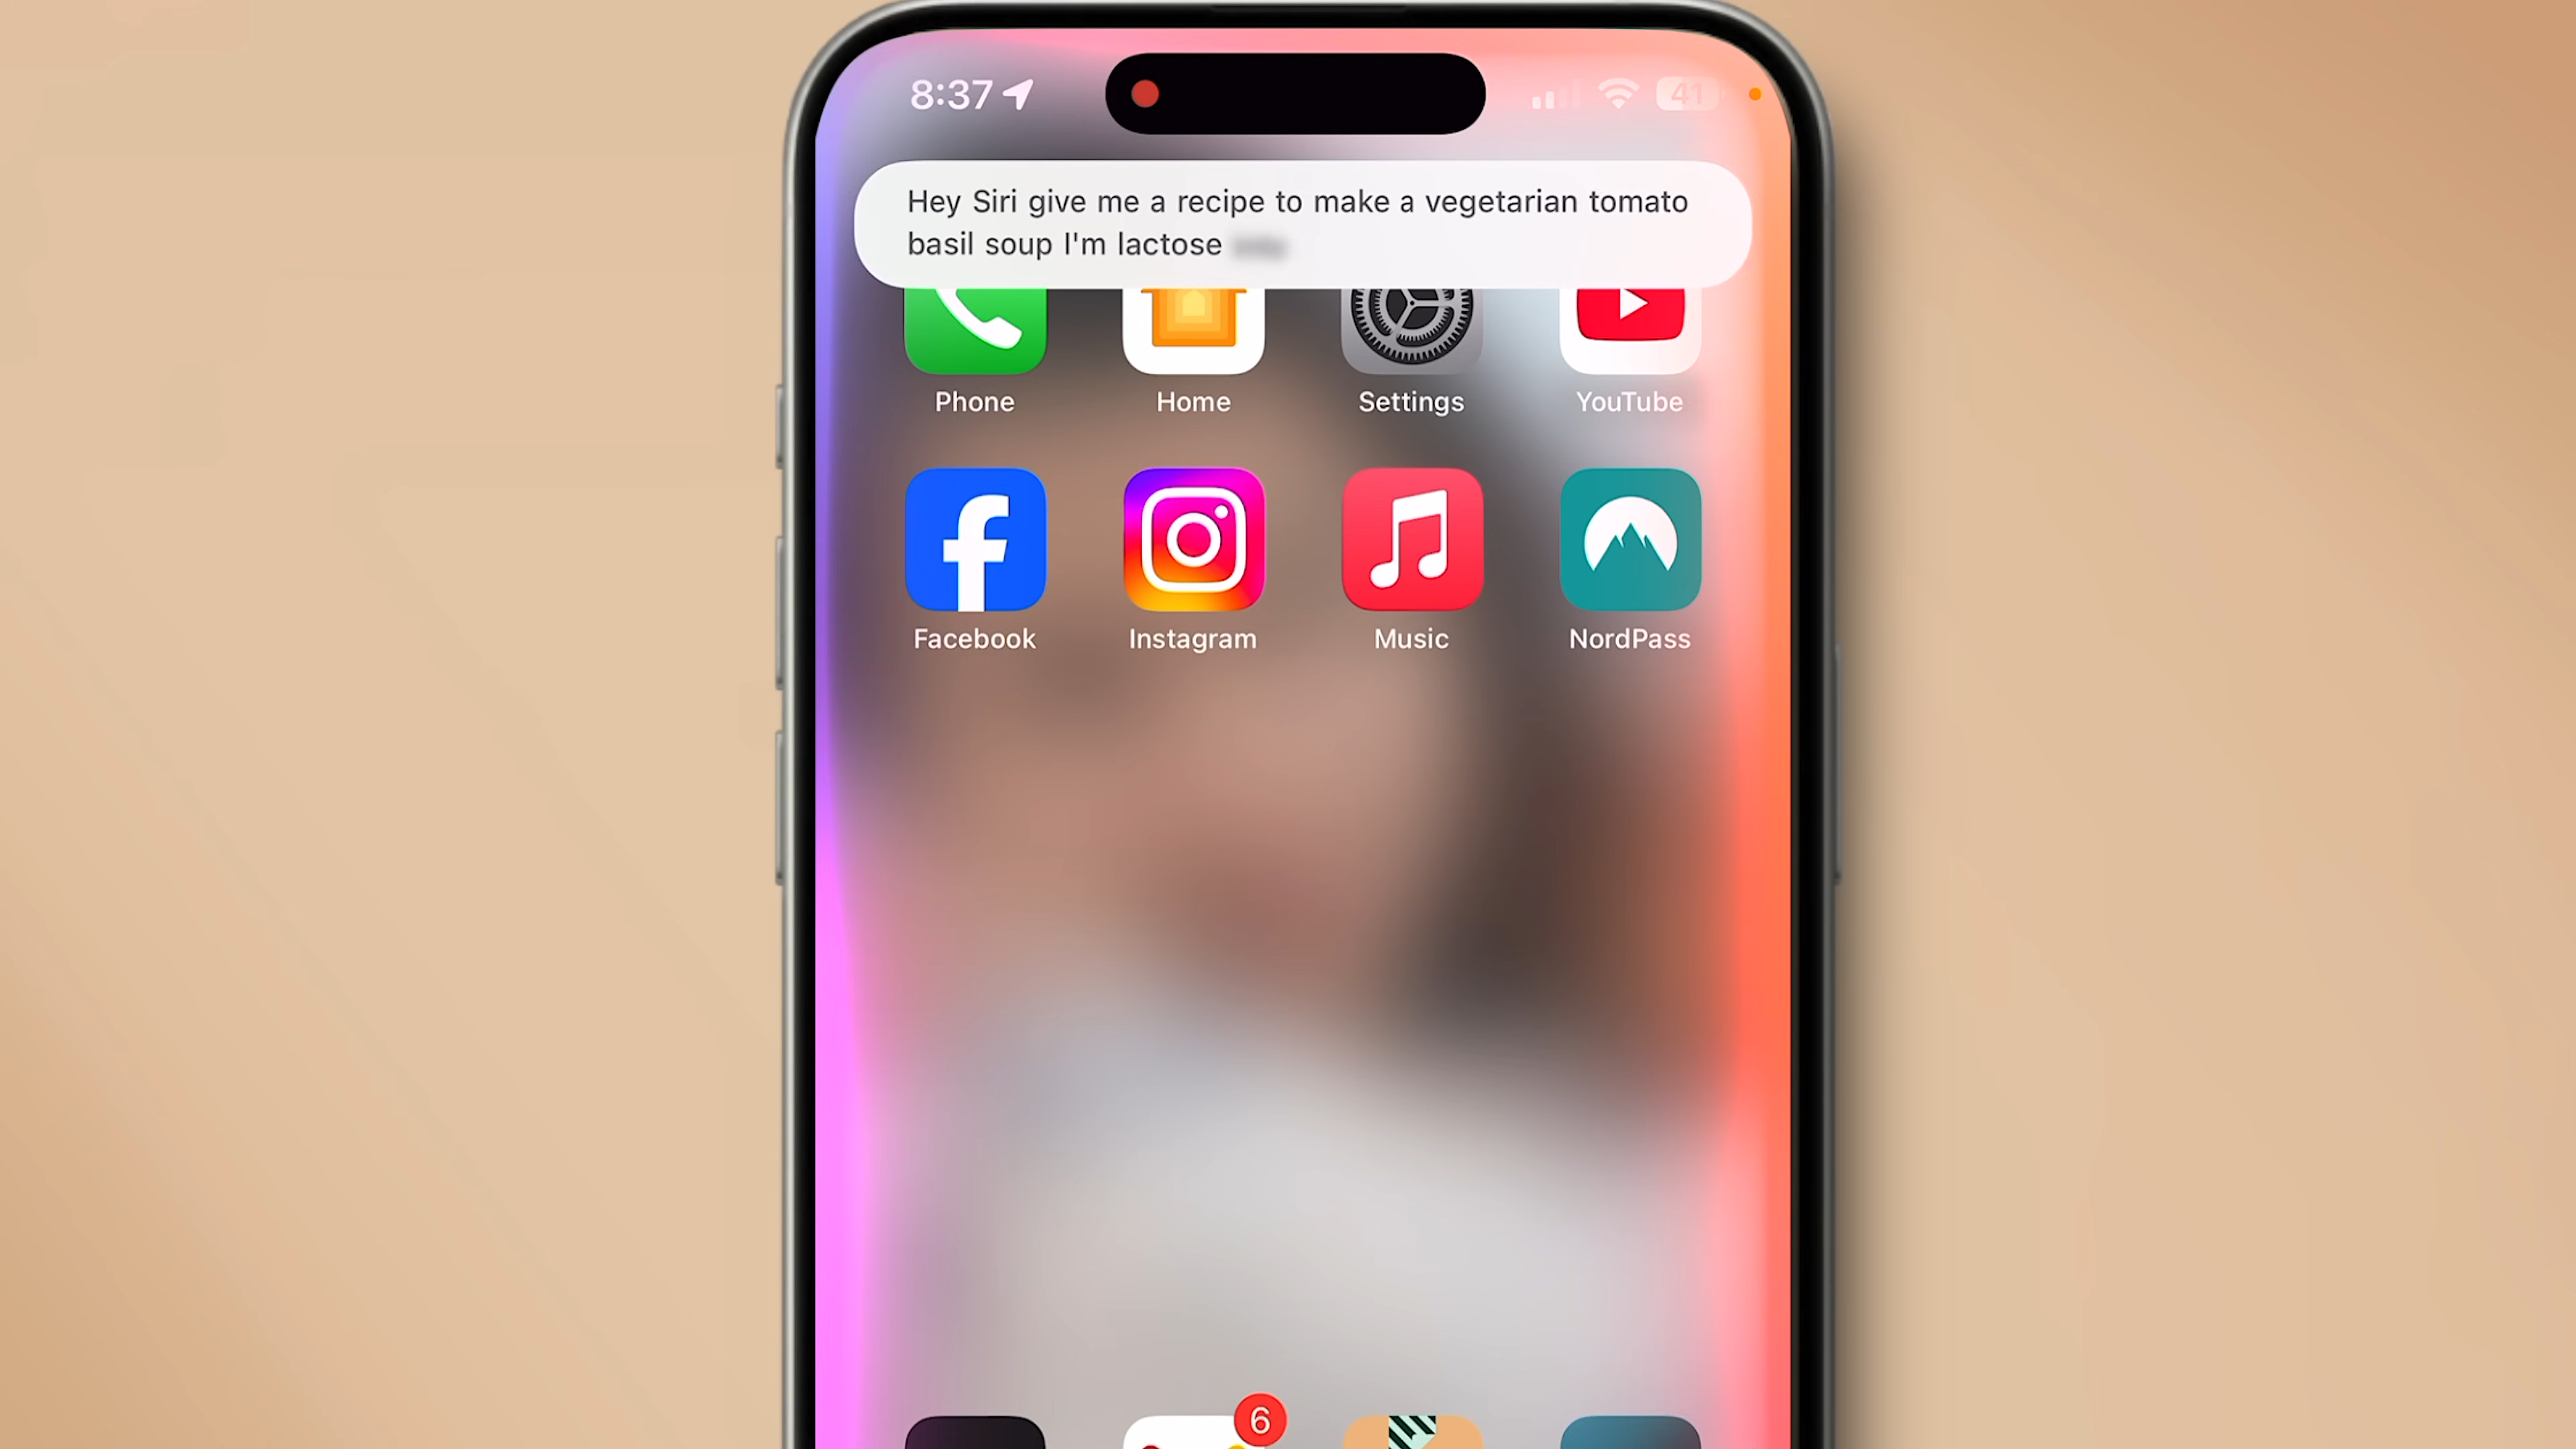 8:37
41
Hey Siri give me a recipe to make a vegetarian tomato
basil soup I'm lactose
Phone Home Settings YouTube
Facebook Instagram Music NordPass
6